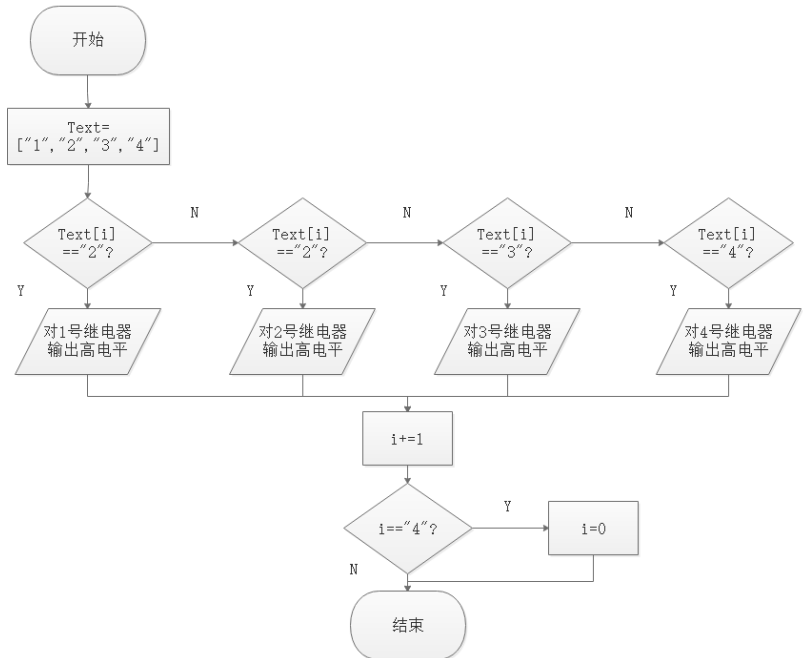 开始
Text=
["1","2","3","4"]
N
N
N
Text[i]
=="2"?
Text[i]
=="2"?
Text[i]
=="3"?
Text[i]
=="4"?
Y
Y
Y
Y
对1号继电器
输出高电平
对2号继电器
输出高电平
对3号继电器
输出高电平
对4号继电器
输出高电平
i+=1
i=="4"?
Y
i=0
N
结束